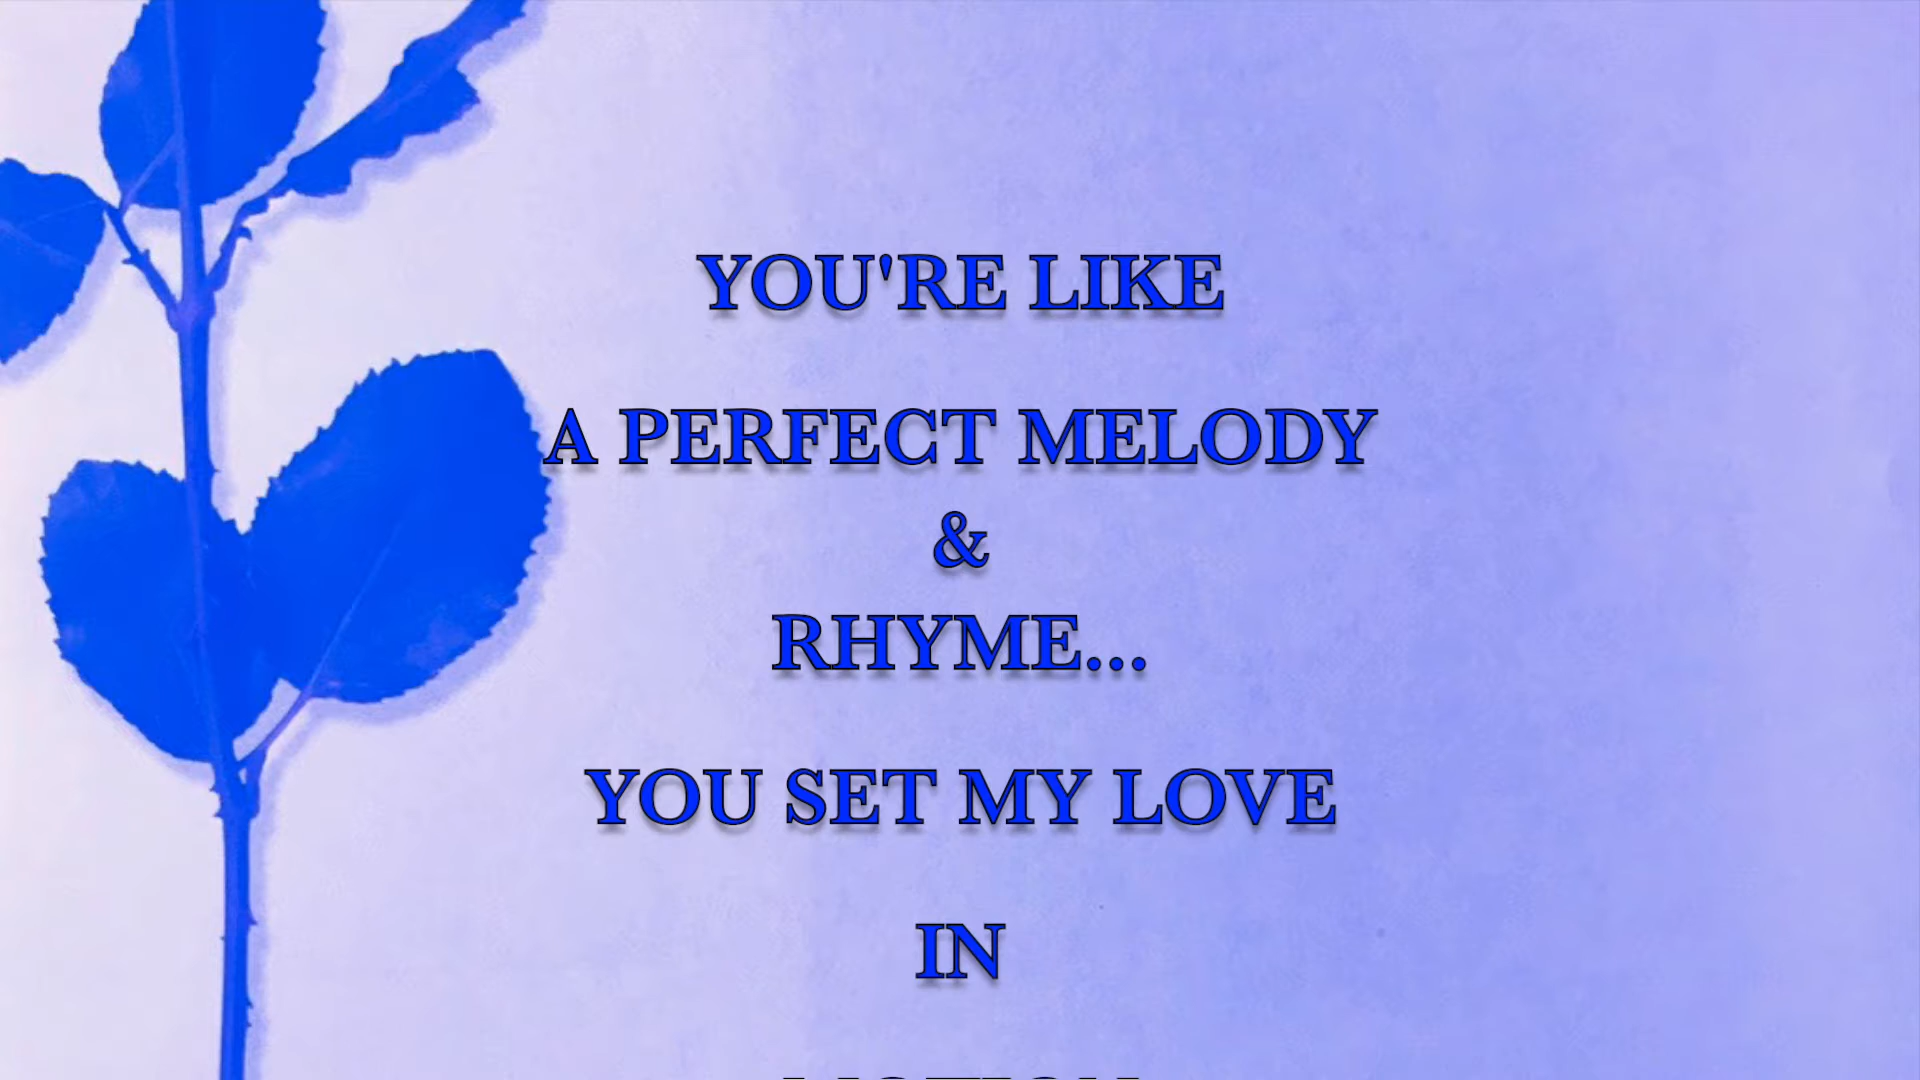 YOU'RE LIKE
A PERFECT MELODY
&
RHYME...
YOU SET MY LOVE
IN